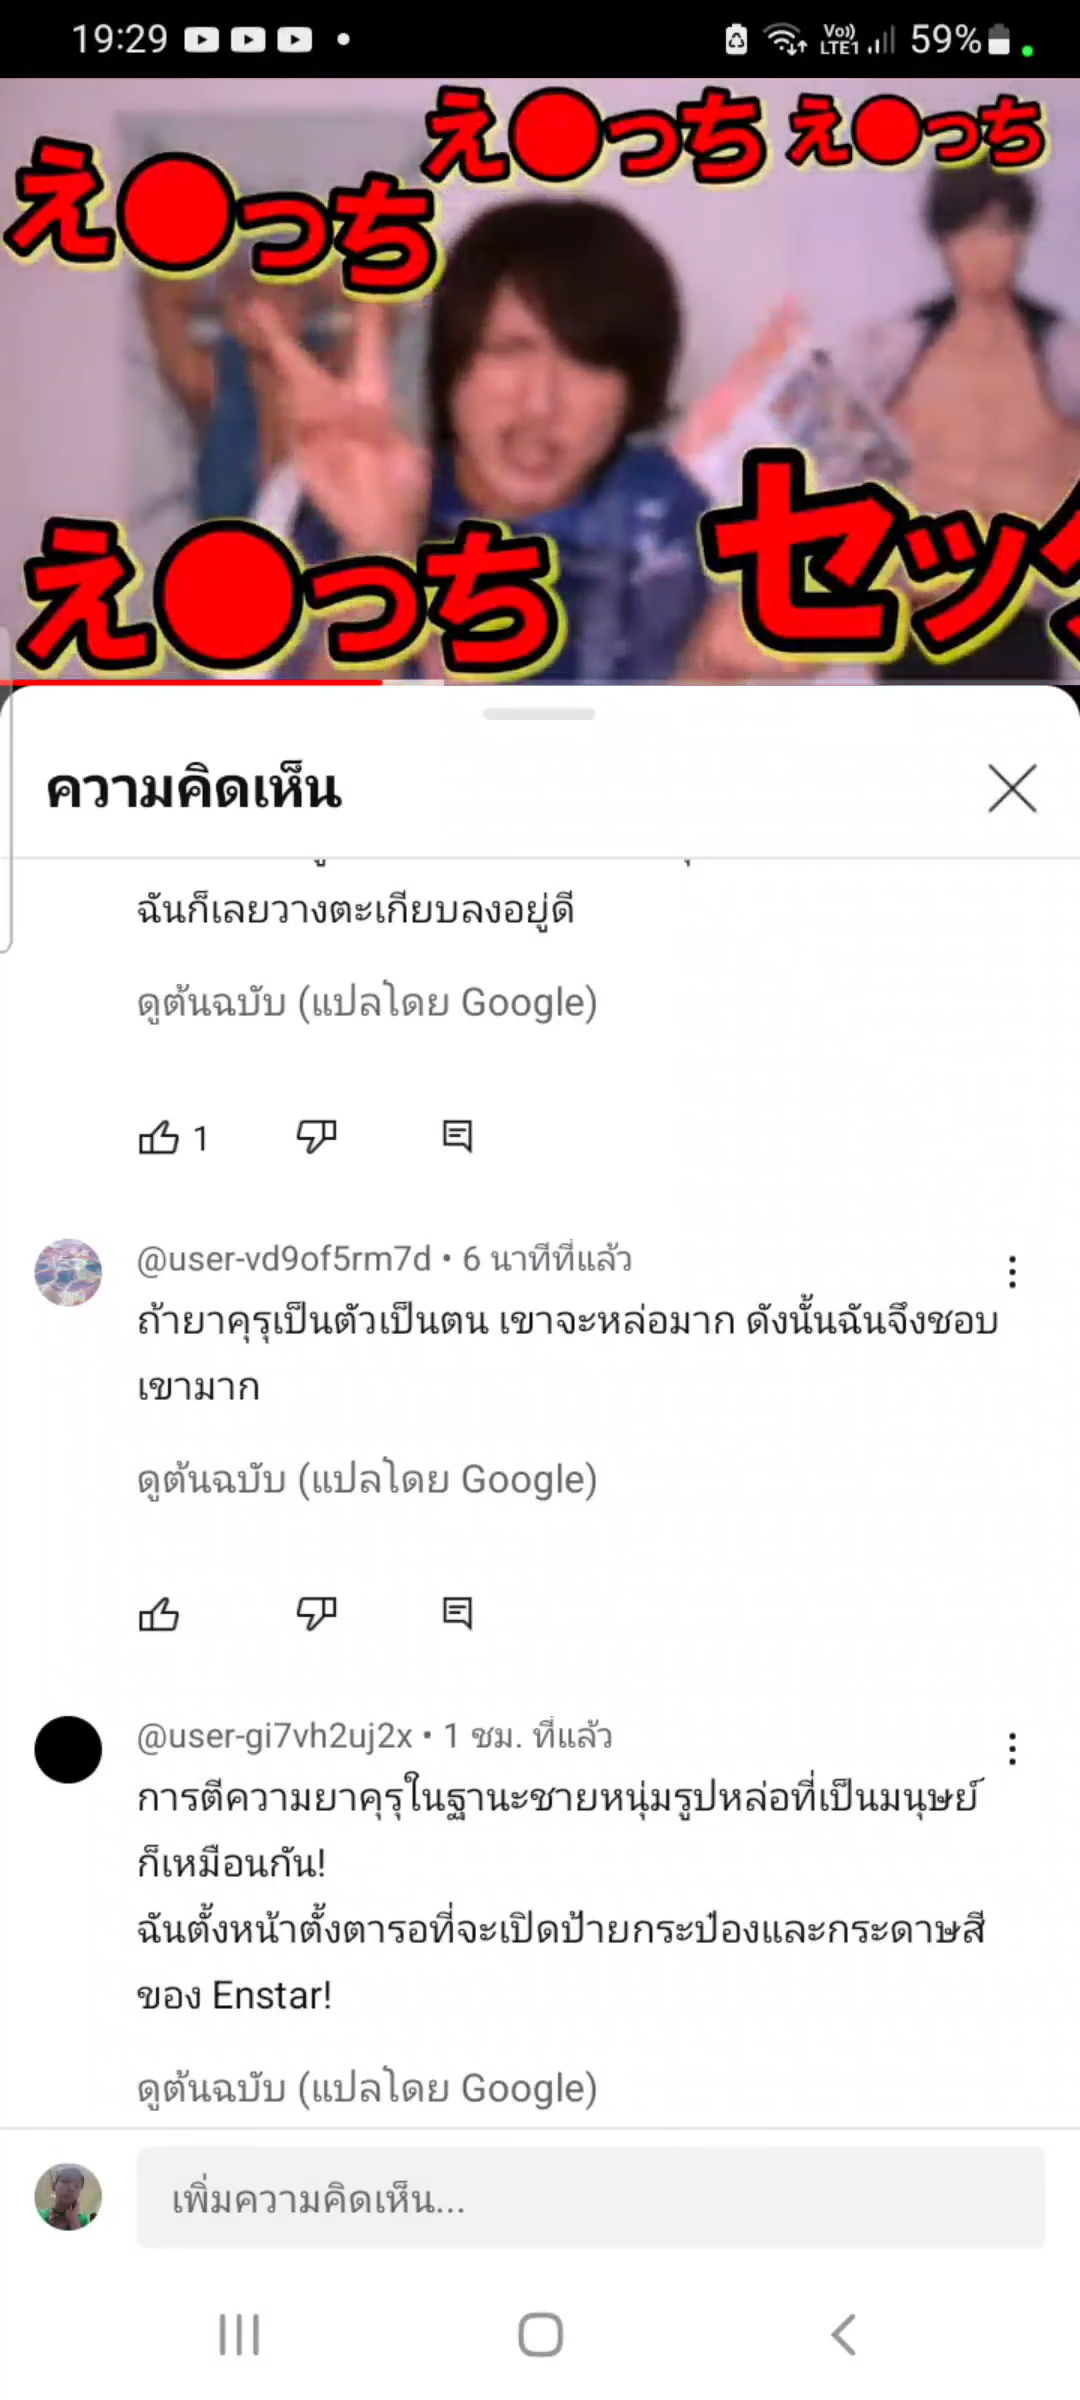 19:29
Vo)) LTE1 59%
え●っち え●っち え●っち
え●っち セック
ความคิดเห็น
ฉันก็เลยวางตะเกียบลงอยู่ดี
ดูต้นฉบับ (แปลโดย Google)
1
@user-vd9of5rm7d • 6 นาทีที่แล้ว
ถ้ายาคุรุเป็นตัวเป็นตน เขาจะหล่อมาก ดังนั้นฉันจึงชอบ
เขามาก
ดูต้นฉบับ (แปลโดย Google)
@user-gi7vh2uj2x • 1 ชม. ที่แล้ว
การตีความยาคุรุในฐานะชายหนุ่มรูปหล่อที่เป็นมนุษย์
ก็เหมือนกัน!
ฉันตั้งหน้าตั้งตารอที่จะเปิดป้ายกระป๋องและกระดาษสี
ของ Enstar!
ดูต้นฉบับ (แปลโดย Google)
เพิ่มความคิดเห็น...